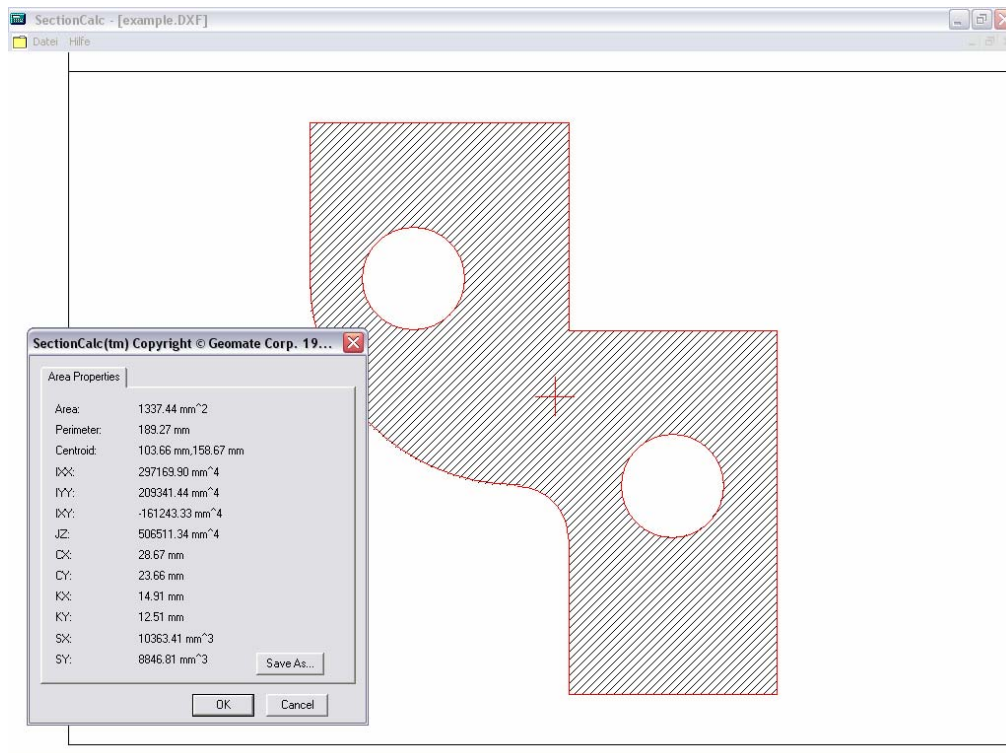 SectionCalc - [example.DXF]
Datei Hilfe
SectionCalc(tm) Copyright © Geomate Corp. 19...
Area Properties
Area: 1337.44 mm^2
Perimeter: 189.27 mm
Centroid: 103.66 mm,158.67 mm
IXX: 297169.90 mm^4
IYY: 209341.44 mm^4
IXY: -161243.33 mm^4
JZ: 506511.34 mm^4
CX: 28.67 mm
CY: 23.66 mm
KX: 14.91 mm
KY: 12.51 mm
SX: 10363.41 mm^3
SY: 8846.81 mm^3
Save As...
OK Cancel